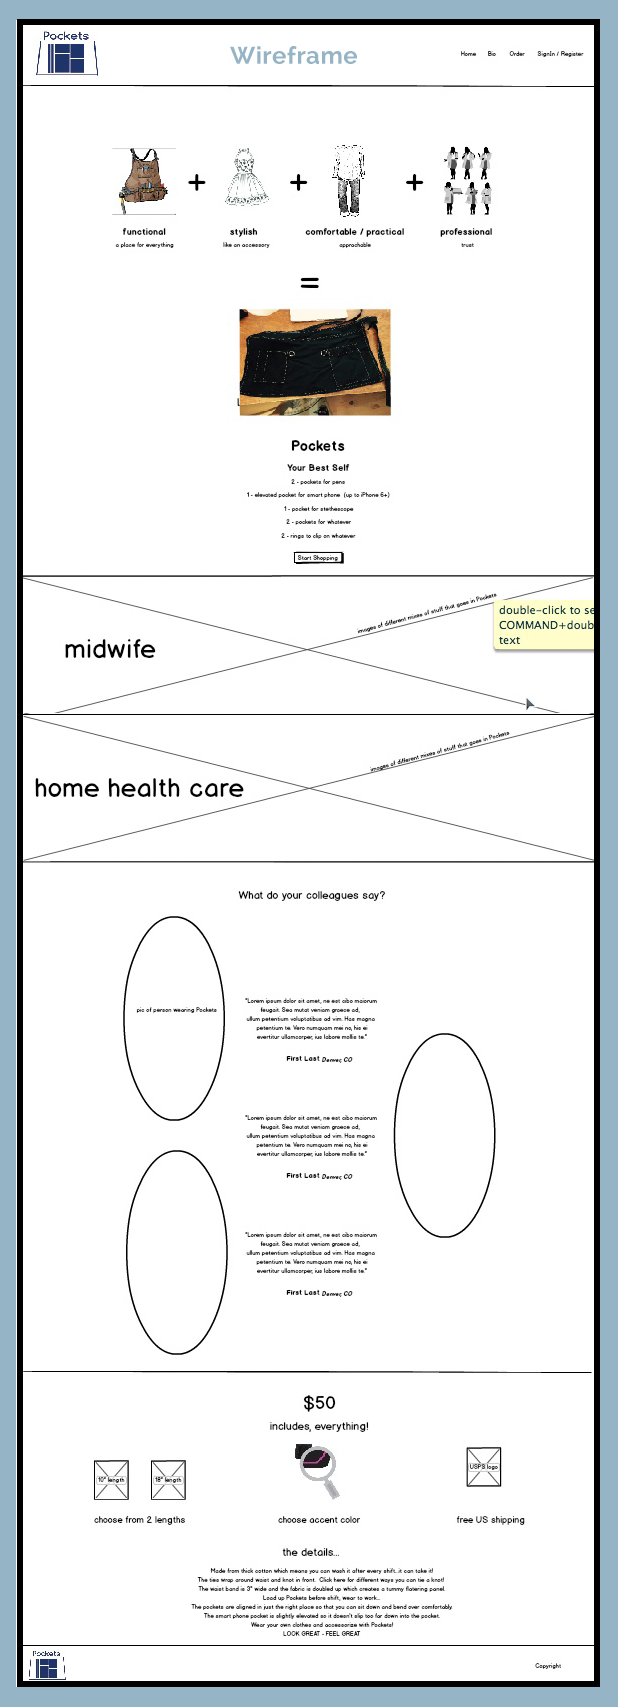 Pockets
Wireframe
Home Bio Order SignIn / Register
functional
a place for everything
stylish
like an accessory
comfortable / practical
approachable
professional
trust
Pockets
Your Best Self
2 - pockets for pens
1 - elevated pocket for smart phone (up to iPhone 6+)
1 - pocket for stethescope
2 - pockets for whatever
2 - rings to clip on whatever
Start Shopping
images of different mixes of stuff that goes in Pockets
double-click to se
COMMAND+doub
text
midwife
images of different mixes of stuff that goes in Pockets
home health care
What do your colleagues say?
pic of person wearing Pockets
"Lorem ipsum dolor sit amet, ne est cibo maiorum
feugait. Sea mutat veniam graece ad,
ullum petentium voluptatibus ad vim. Has magna
petentium te. Vero numquam mei no, his ei
evertitur ullamcorper, ius labore mollis te."
First Last Denver, CO
"Lorem ipsum dolor sit amet, ne est cibo maiorum
feugait. Sea mutat veniam graece ad,
ullum petentium voluptatibus ad vim. Has magna
petentium te. Vero numquam mei no, his ei
evertitur ullamcorper, ius labore mollis te."
First Last Denver, CO
"Lorem ipsum dolor sit amet, ne est cibo maiorum
feugait. Sea mutat veniam graece ad,
ullum petentium voluptatibus ad vim. Has magna
petentium te. Vero numquam mei no, his ei
evertitur ullamcorper, ius labore mollis te."
First Last Denver, CO
$50
includes, everything!
10" length
18" length
USPS logo
choose from 2 lengths
choose accent color
free US shipping
the details...
Made from thick cotton which means you can wash it after every shift...it can take it!
The ties wrap around waist and knot in front. Click here for different ways you can tie a knot!
The waist band is 3" wide and the fabric is doubled up which creates a tummy flatering panel.
Load up Pockets before shift, wear to work...
The pockets are aligned in just the right place so that you can sit down and bend over comfortably.
The smart phone pocket is slightly elevated so it doesn't slip too far down into the pocket.
Wear your own clothes and accessorize with Pockets!
LOOK GREAT - FEEL GREAT
Pockets
Copyright